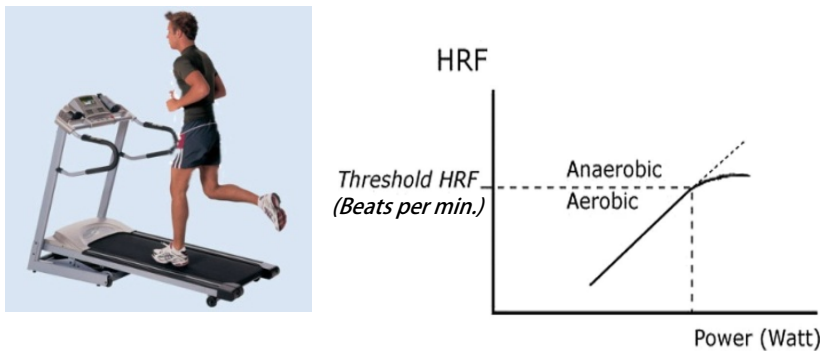 HRF
Anaerobic
Threshold HRF
(Beats per min.)
Aerobic
Power (Watt)